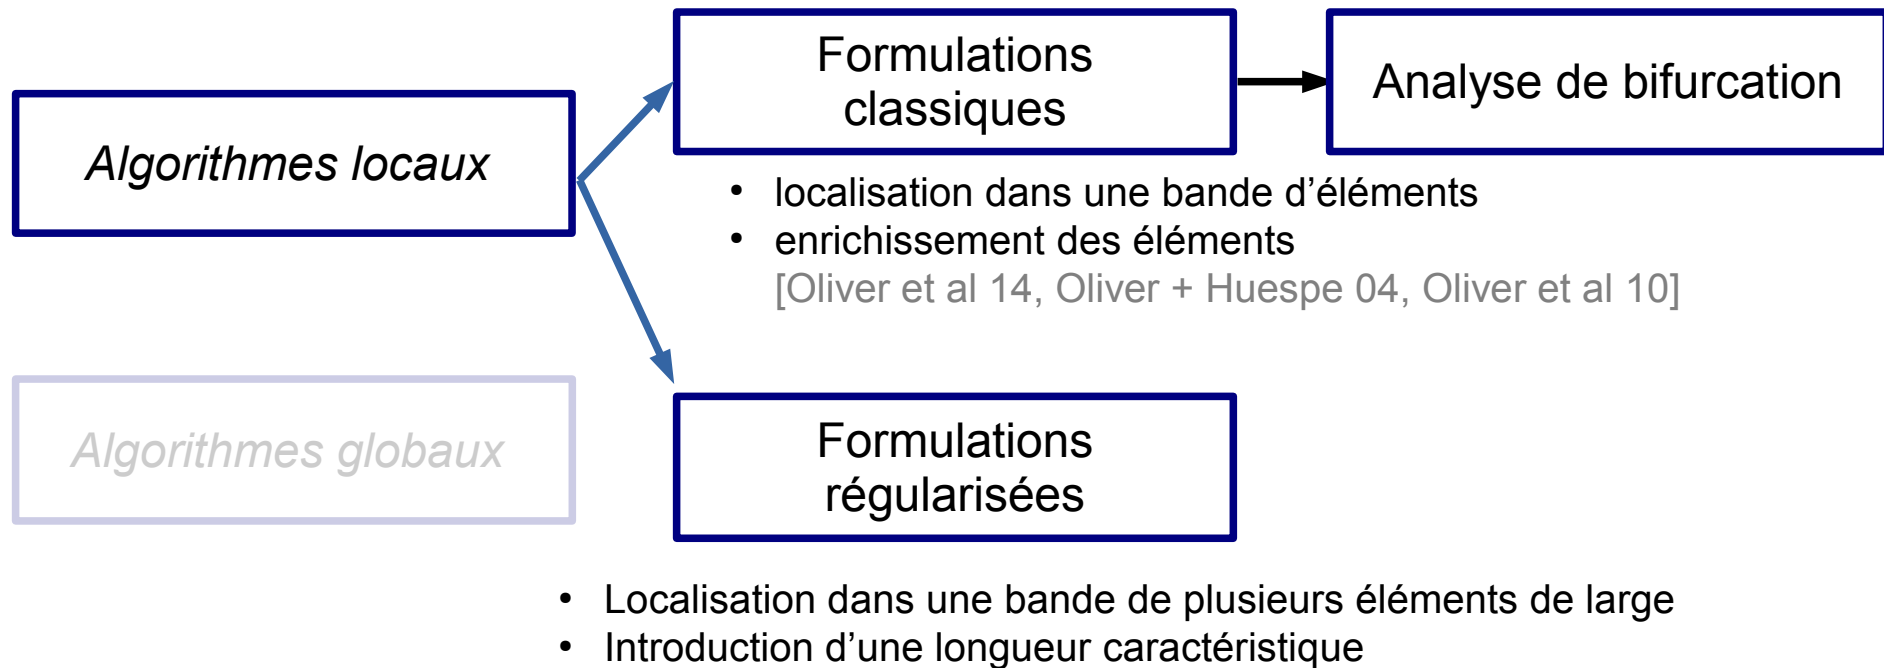 Formulations
classiques
Analyse de bifurcation
Algorithmes locaux
• localisation dans une bande d’éléments
• enrichissement des éléments
[Oliver et al 14, Oliver + Huespe 04, Oliver et al 10]
Algorithmes globaux
Formulations
régularisées
• Localisation dans une bande de plusieurs éléments de large
• Introduction d’une longueur caractéristique